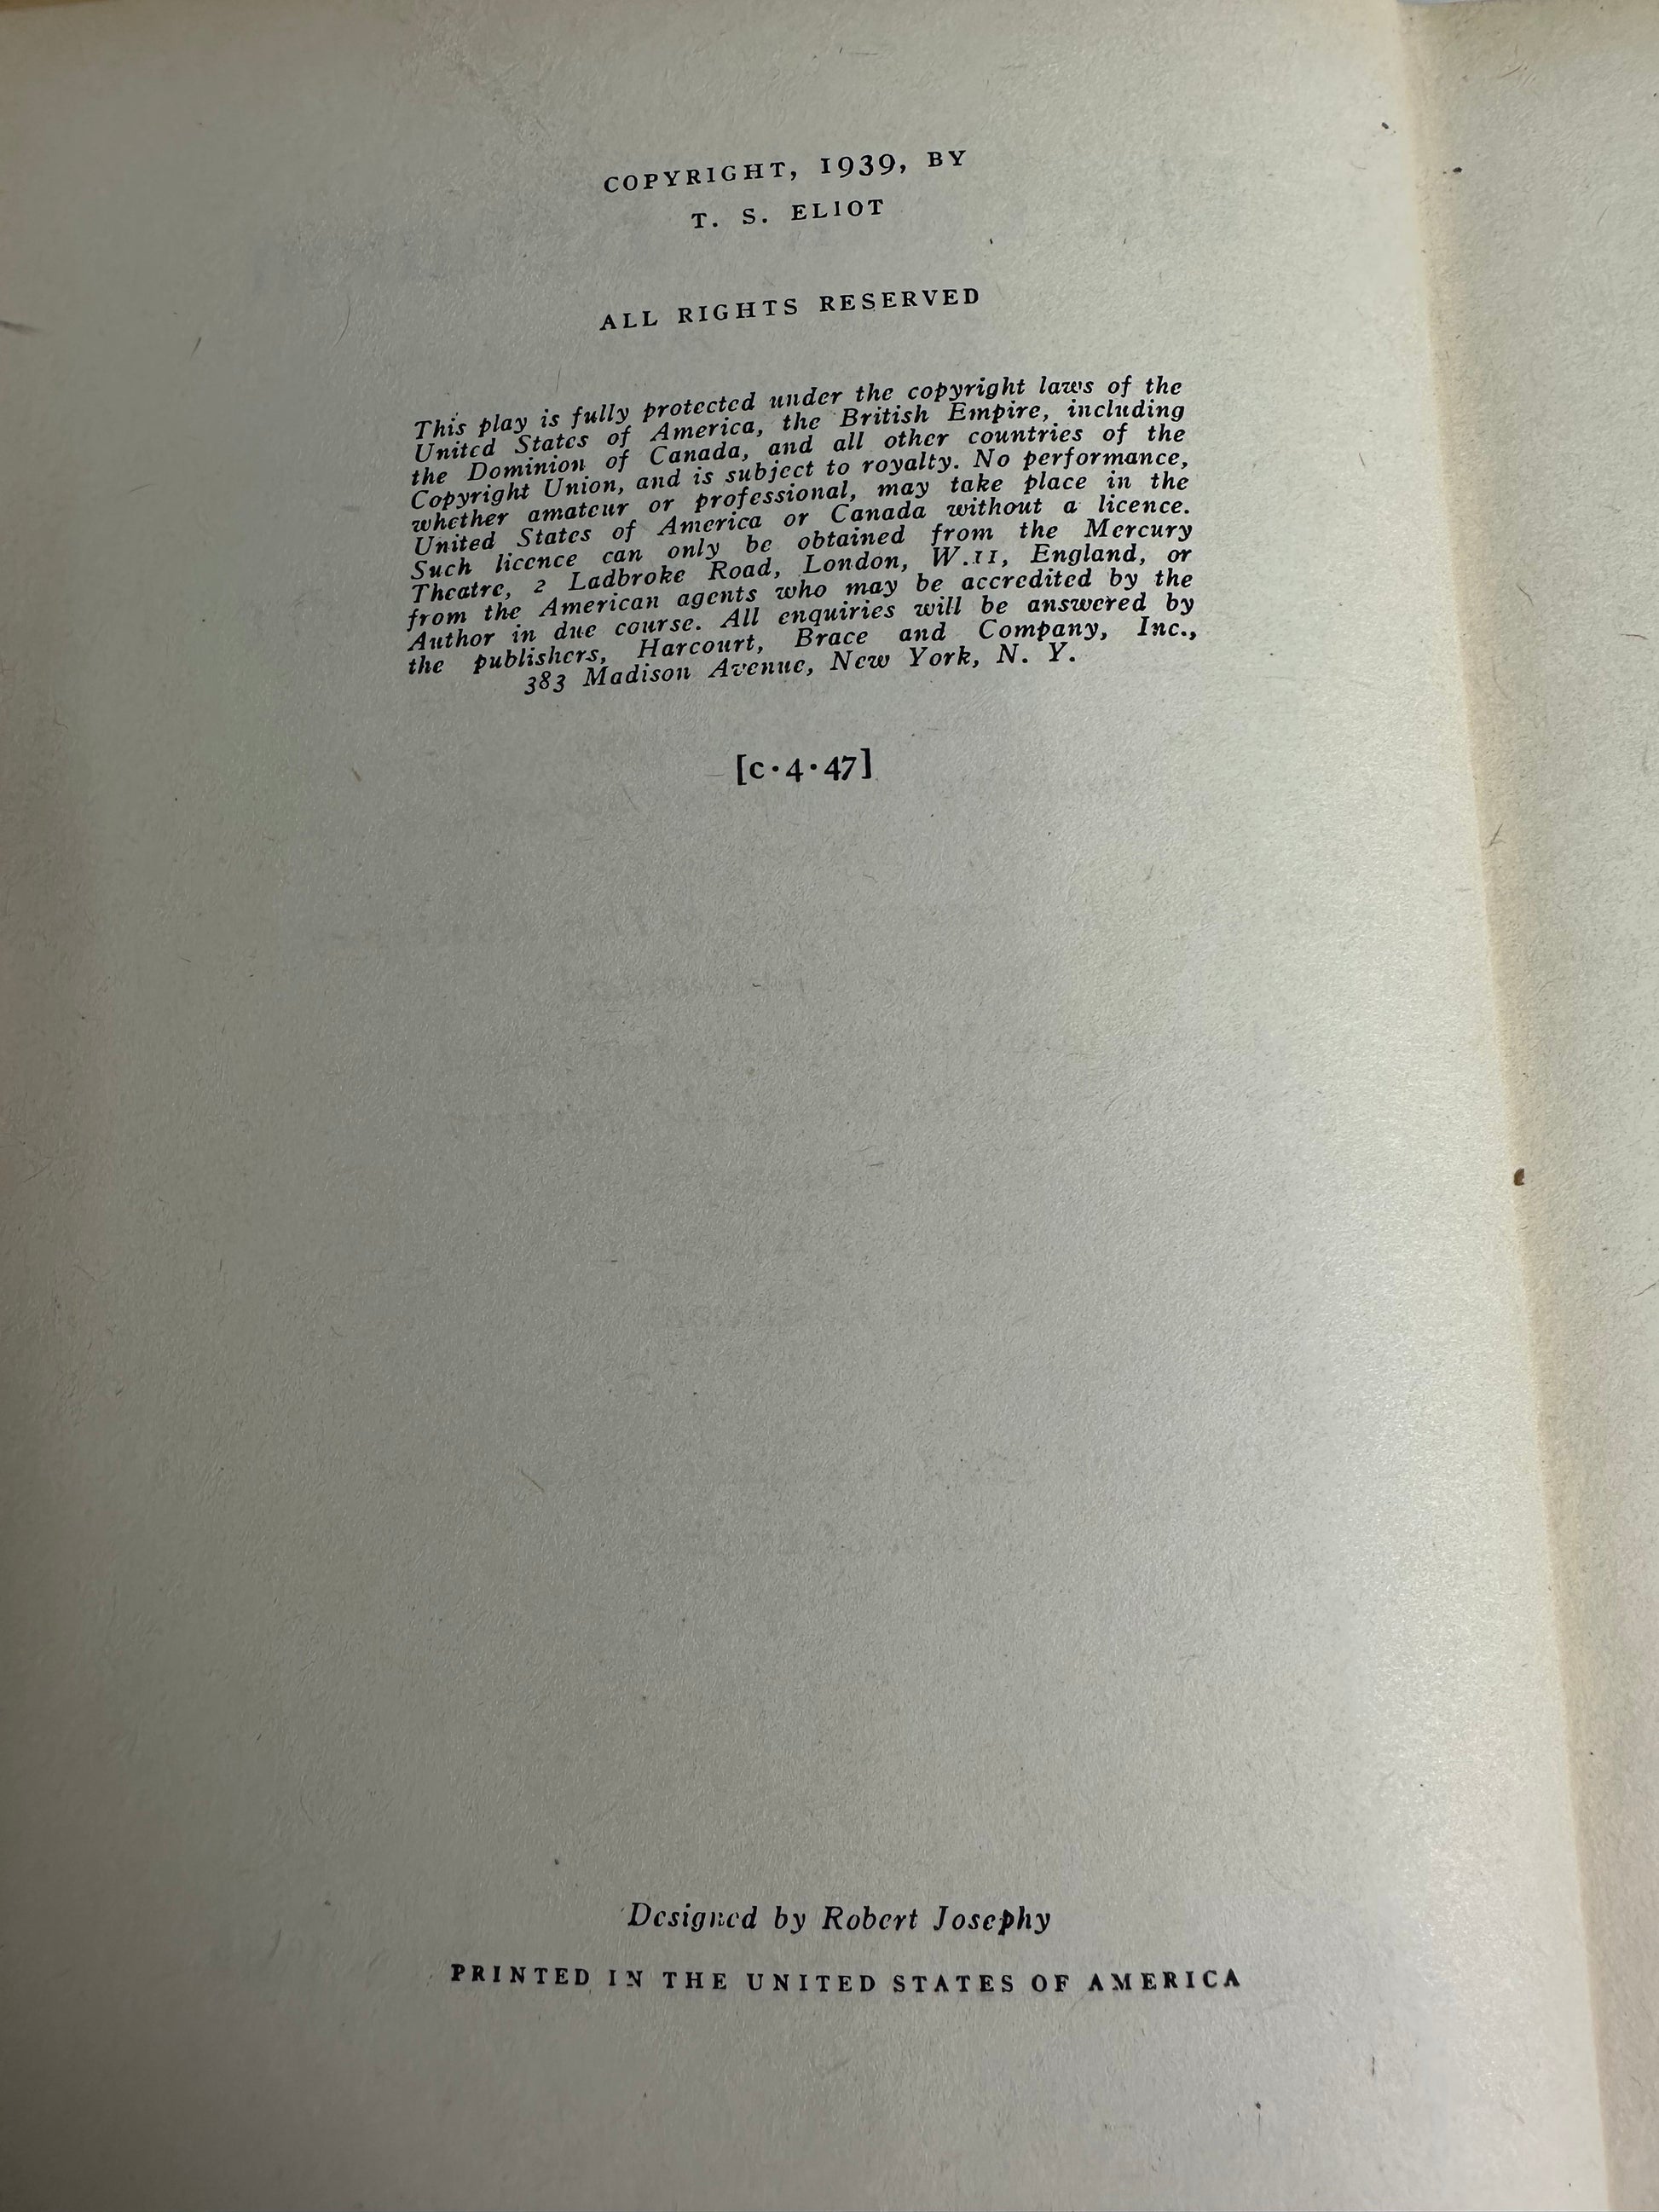 COPYRIGHT, 1939, BY
T. S. ELIOT
ALL RIGHTS RESERVED
This play is fully protected under the copyright laws of the
United States of America, the British Empire, including
the Dominion of Canada, and all other countries of the
Copyright Union, and is subject to royalty. No performance,
whether amateur or professional, may take place in the
United States of America or Canada without a licence.
Such licence can only be obtained from the Mercury
Theatre, 2 Ladbroke Road, London, W.11, England, or
from the American agents who may be accredited by the
Author in due course. All enquiries will be answered by
the publishers, Harcourt, Brace and Company, Inc.,
383 Madison Avenue, New York, N. Y.
[c·4·47]
Designed by Robert Josephy
PRINTED IN THE UNITED STATES OF AMERICA